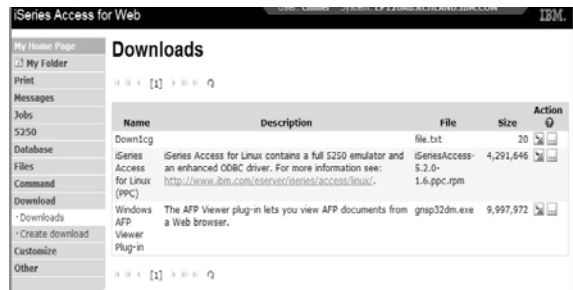 iSeries Access for Web
IBM.
My Home Page
My Folder
Print
Messages
Jobs
5250
Database
Files
Command
Download
· Downloads
· Create download
Customize
Other
Downloads
[1]
Name Description File Size Action
Down1cg file.txt 20
iSeries Access for Linux (PPC) iSeries Access for Linux contains a full 5250 emulator and iSeriesAccess- 4,291,646
an enhanced ODBC driver. For more information see: 5.2.0-
http://www.ibm.com/eserver/iseries/access/linux/. 1.6.ppc.rpm
Windows AFP Viewer Plug-in The AFP Viewer plug-in lets you view AFP documents from gnsp32dm.exe 9,997,972
a Web browser.
[1]